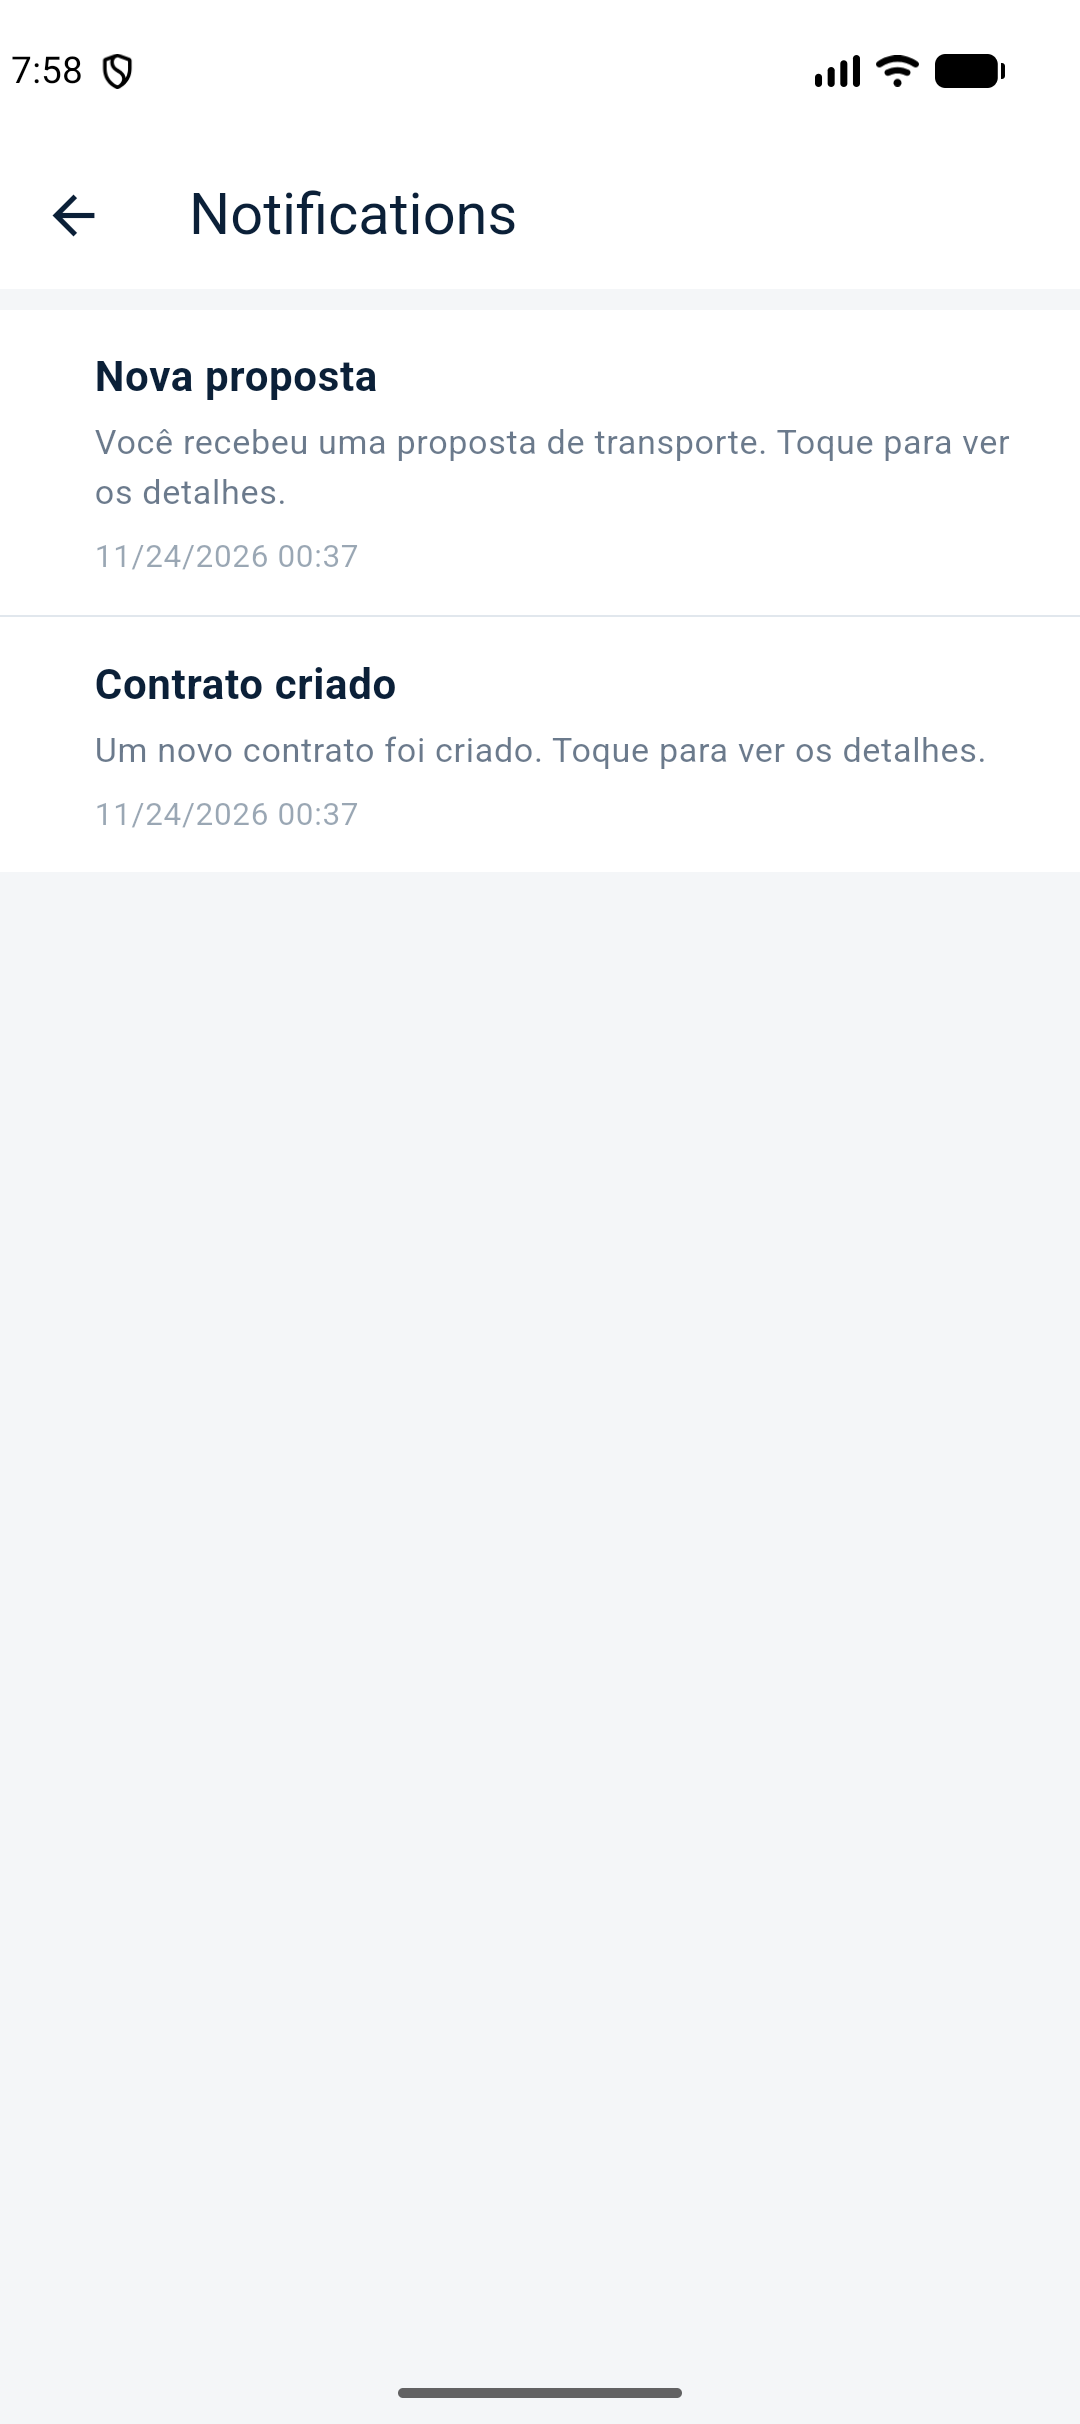 7:58
Notifications
Nova proposta
Você recebeu uma proposta de transporte. Toque para ver
os detalhes.
11/24/2026 00:37
Contrato criado
Um novo contrato foi criado. Toque para ver os detalhes.
11/24/2026 00:37